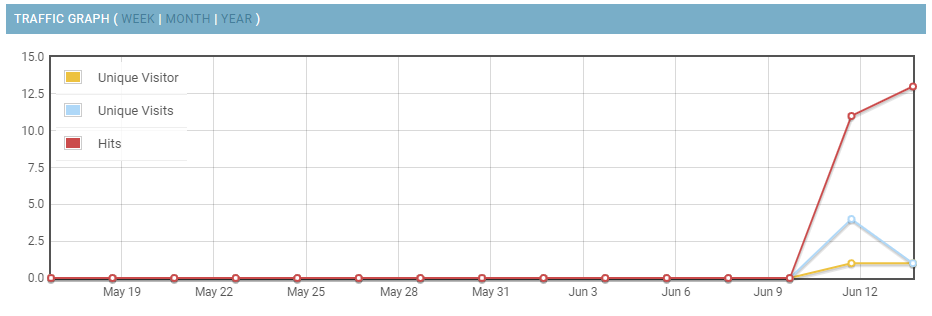 TRAFFIC GRAPH ( WEEK | MONTH | YEAR )
15.0
Unique Visitor
12.5
Unique Visits
10.0
Hits
7.5
5.0
2.5
0.0
May 19 May 22 May 25 May 28 May 31 Jun 3 Jun 6 Jun 9 Jun 12